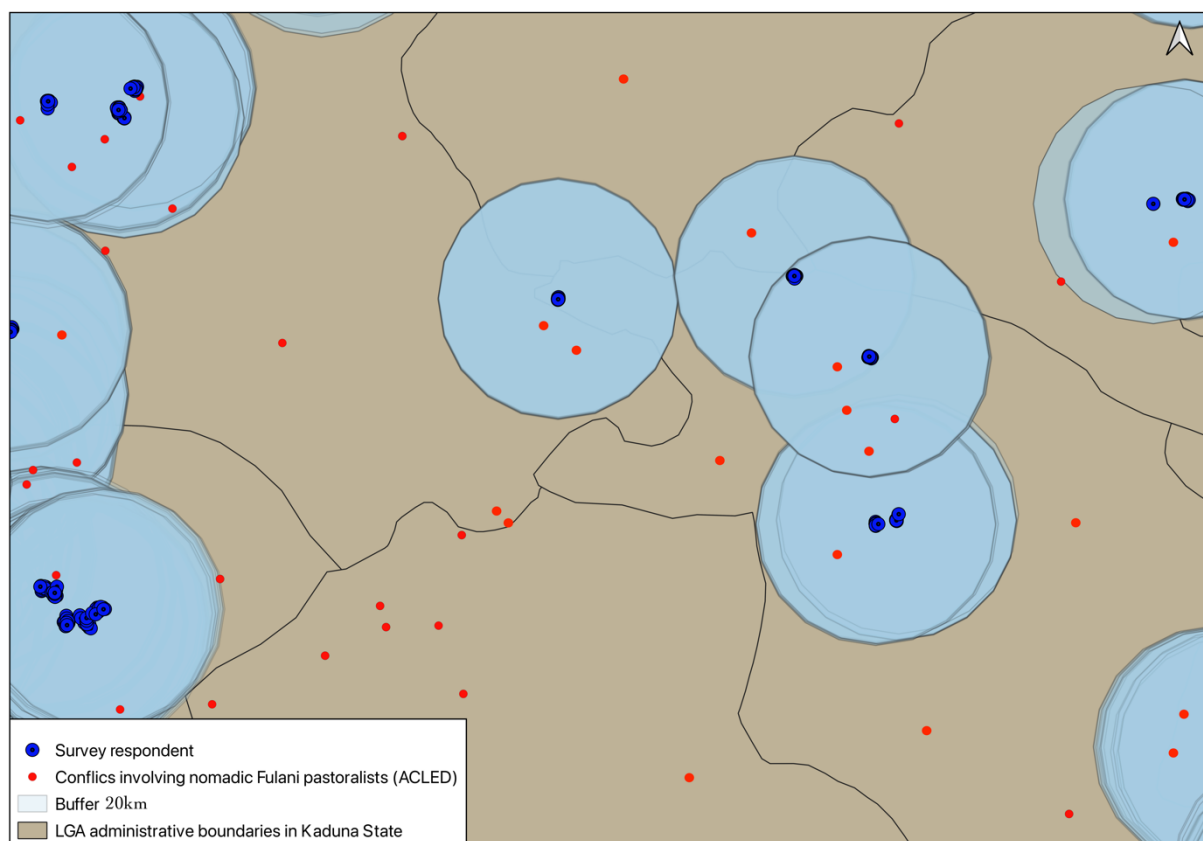 Survey respondent
Conflics involving nomadic Fulani pastoralists (ACLED)
Buffer 20km
LGA administrative boundaries in Kaduna State